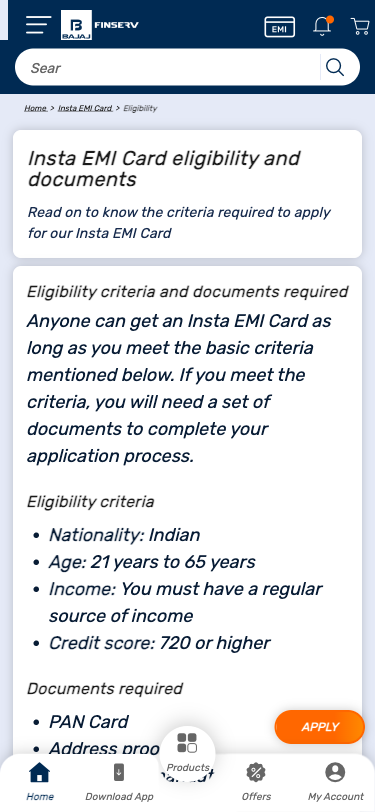 BAJAJ FINSERV
EMI
Sear
Home > Insta EMI Card > Eligibility
Insta EMI Card eligibility and
documents
Read on to know the criteria required to apply
for our Insta EMI Card
Eligibility criteria and documents required
Anyone can get an Insta EMI Card as
long as you meet the basic criteria
mentioned below. If you meet the
criteria, you will need a set of
documents to complete your
application process.
Eligibility criteria
• Nationality: Indian
• Age: 21 years to 65 years
• Income: You must have a regular
source of income
• Credit score: 720 or higher
Documents required
• PAN Card
APPLY
• Address proo
Products
Home
Download App
Offers
My Account